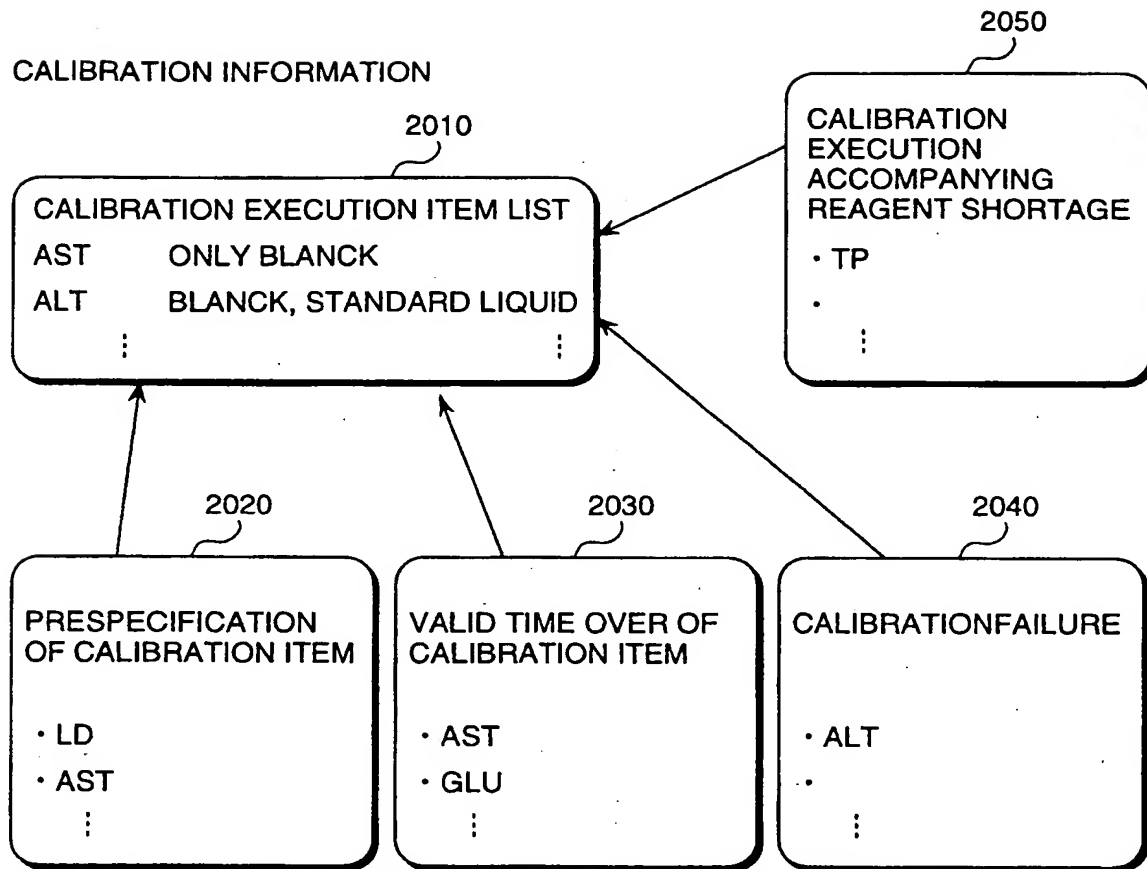 2050
CALIBRATION INFORMATION
2010
CALIBRATION EXECUTION ITEM LIST
AST ONLY BLANCK
ALT BLANCK, STANDARD LIQUID
⋮ ⋮
CALIBRATION
EXECUTION
ACCOMPANYING
REAGENT SHORTAGE
・TP
・
⋮
2020
PRESPECIFICATION
OF CALIBRATION ITEM
・LD
・AST
⋮
2030
VALID TIME OVER OF
CALIBRATION ITEM
・AST
・GLU
⋮
2040
CALIBRATIONFAILURE
・ALT
・
⋮